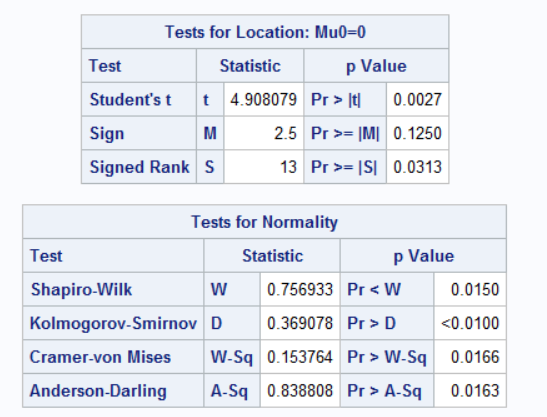 Tests for Location: Mu0=0
Test Statistic p Value
Student's t t 4.908079 Pr > |t| 0.0027
Sign M 2.5 Pr >= |M| 0.1250
Signed Rank S 13 Pr >= |S| 0.0313
Tests for Normality
Test Statistic p Value
Shapiro-Wilk W 0.756933 Pr < W 0.0150
Kolmogorov-Smirnov D 0.369078 Pr > D <0.0100
Cramer-von Mises W-Sq 0.153764 Pr > W-Sq 0.0166
Anderson-Darling A-Sq 0.838808 Pr > A-Sq 0.0163